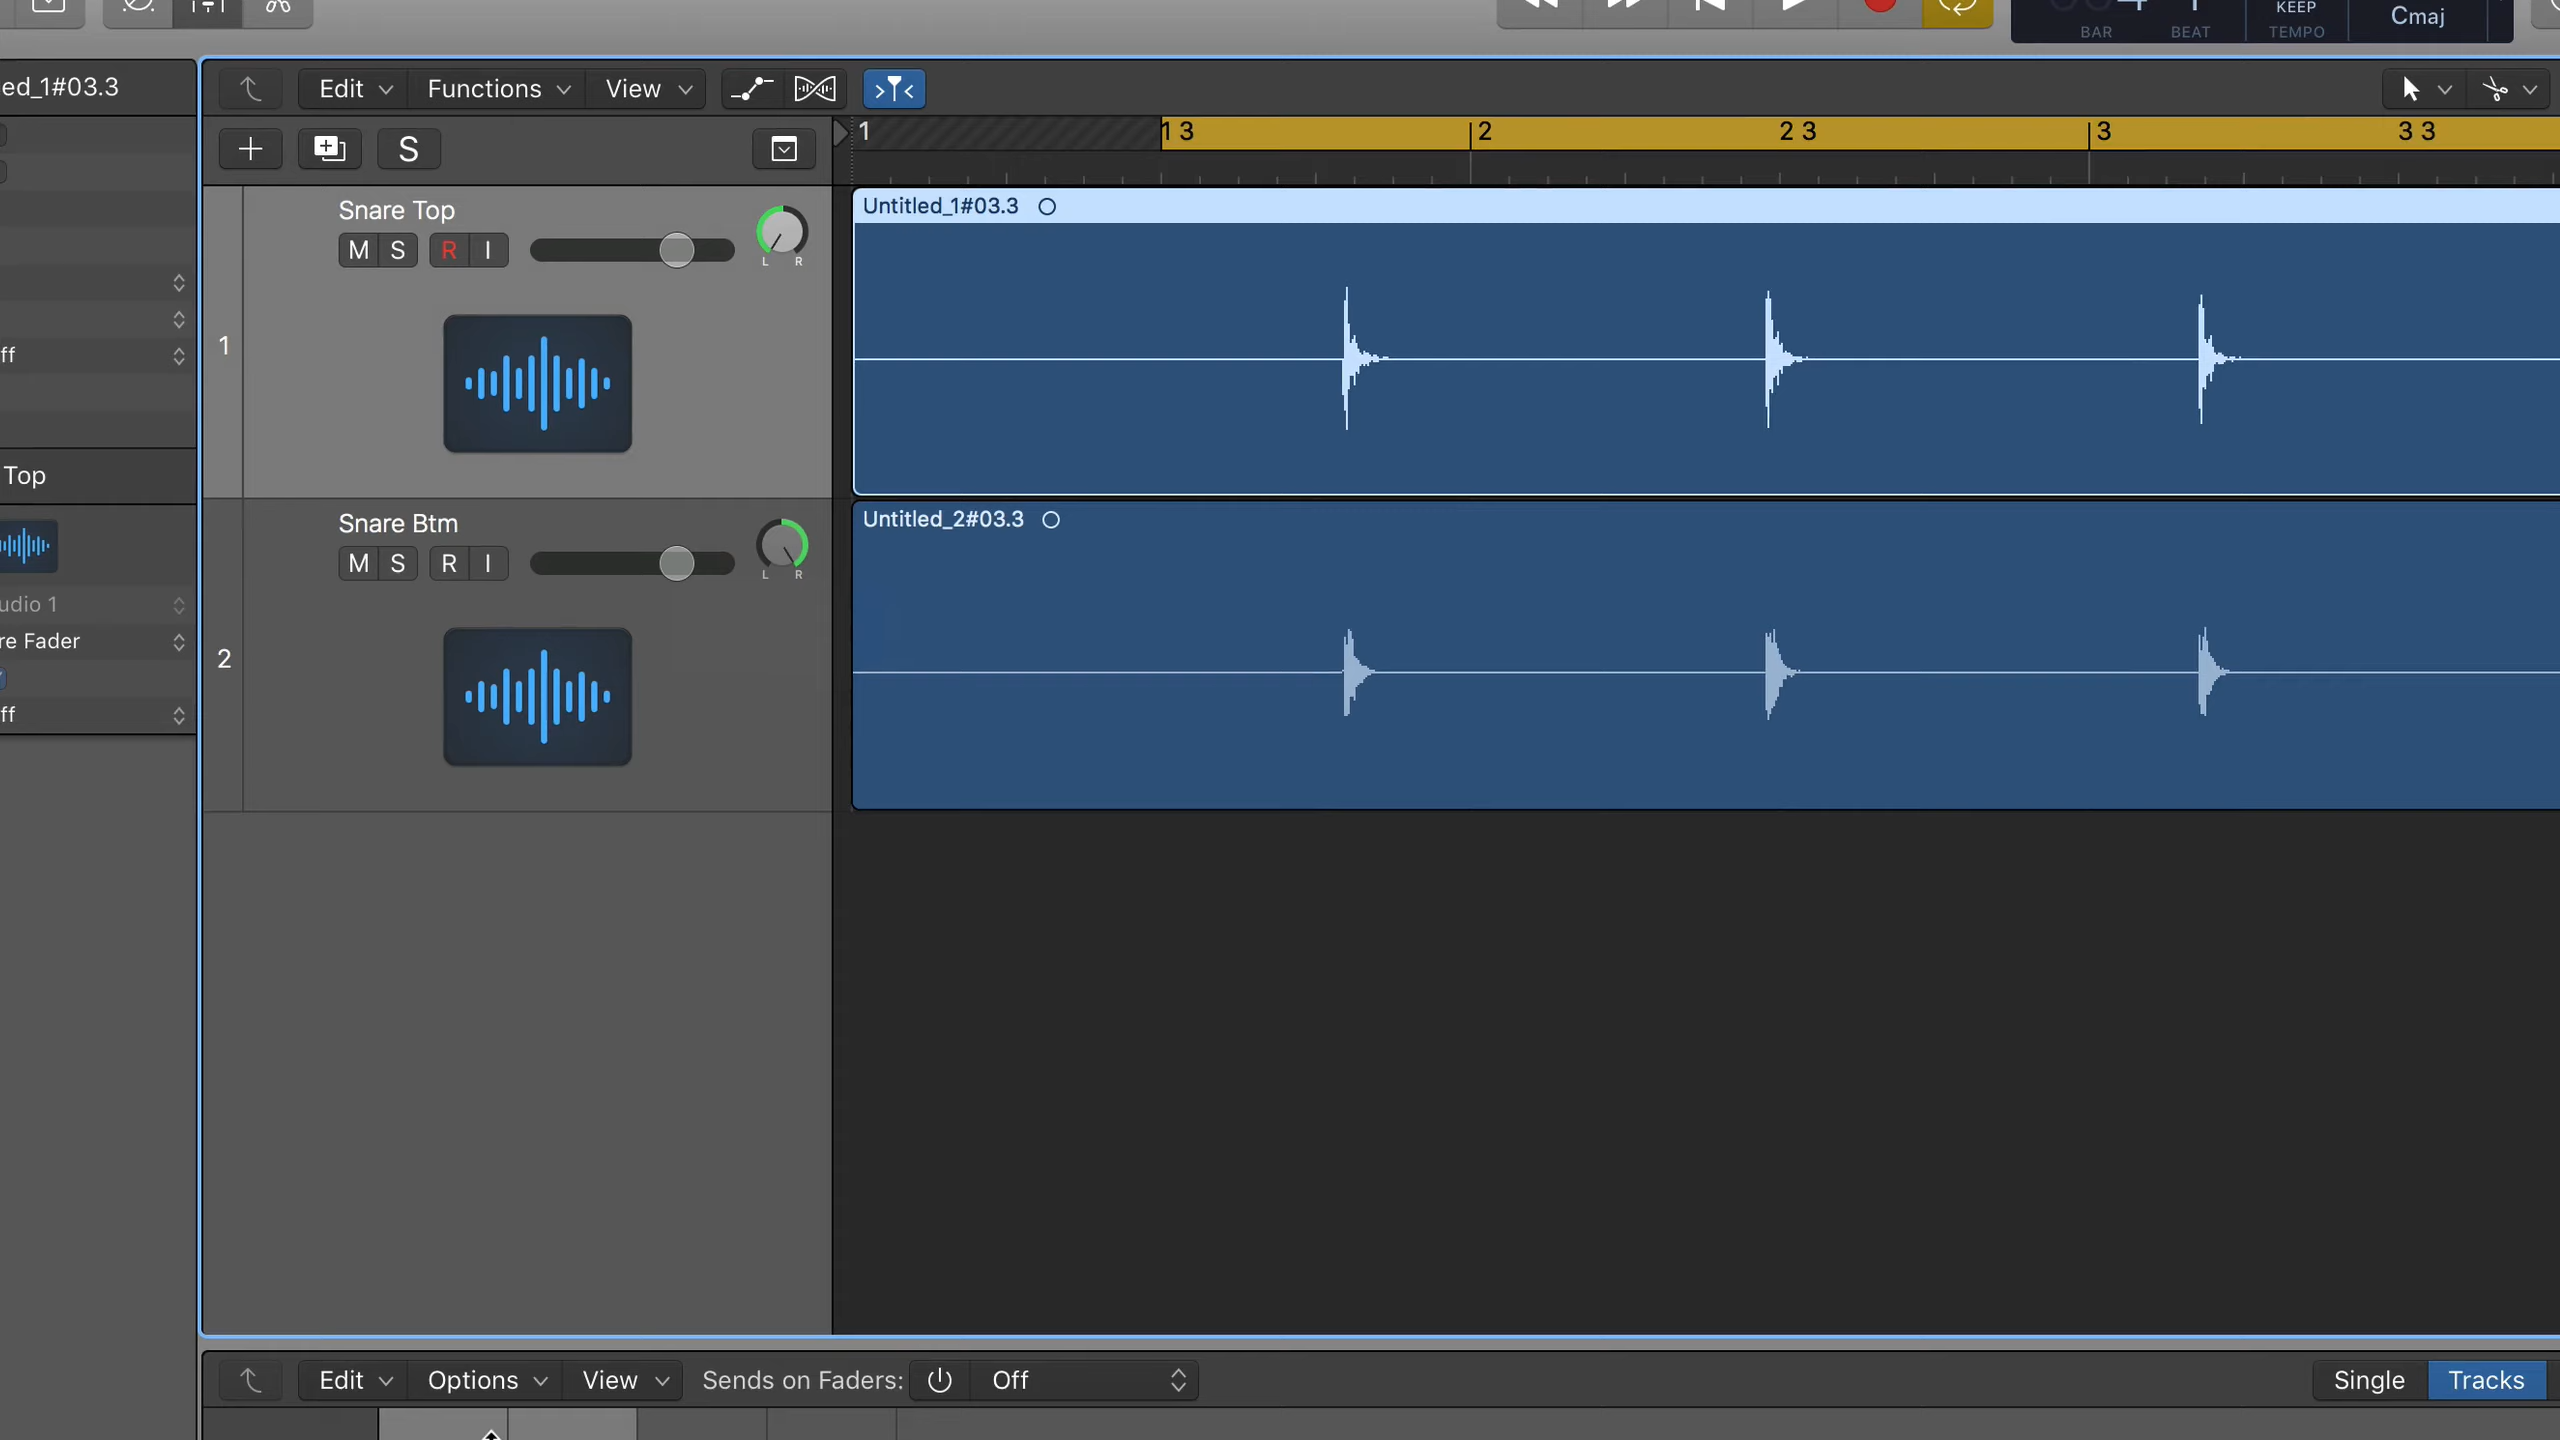 KEEP
Cmaj
BAR BEAT TEMPO
ed_1#03.3
Edit Functions View
S
1 1 3 2 2 3 3 3 3
Snare Top
M S R I
L R
1
Untitled_1#03.3
ff
Top
Snare Btm
M S R I
L R
2
Untitled_2#03.3
udio 1
re Fader
ff
Edit Options View Sends on Faders: Off
Single Tracks